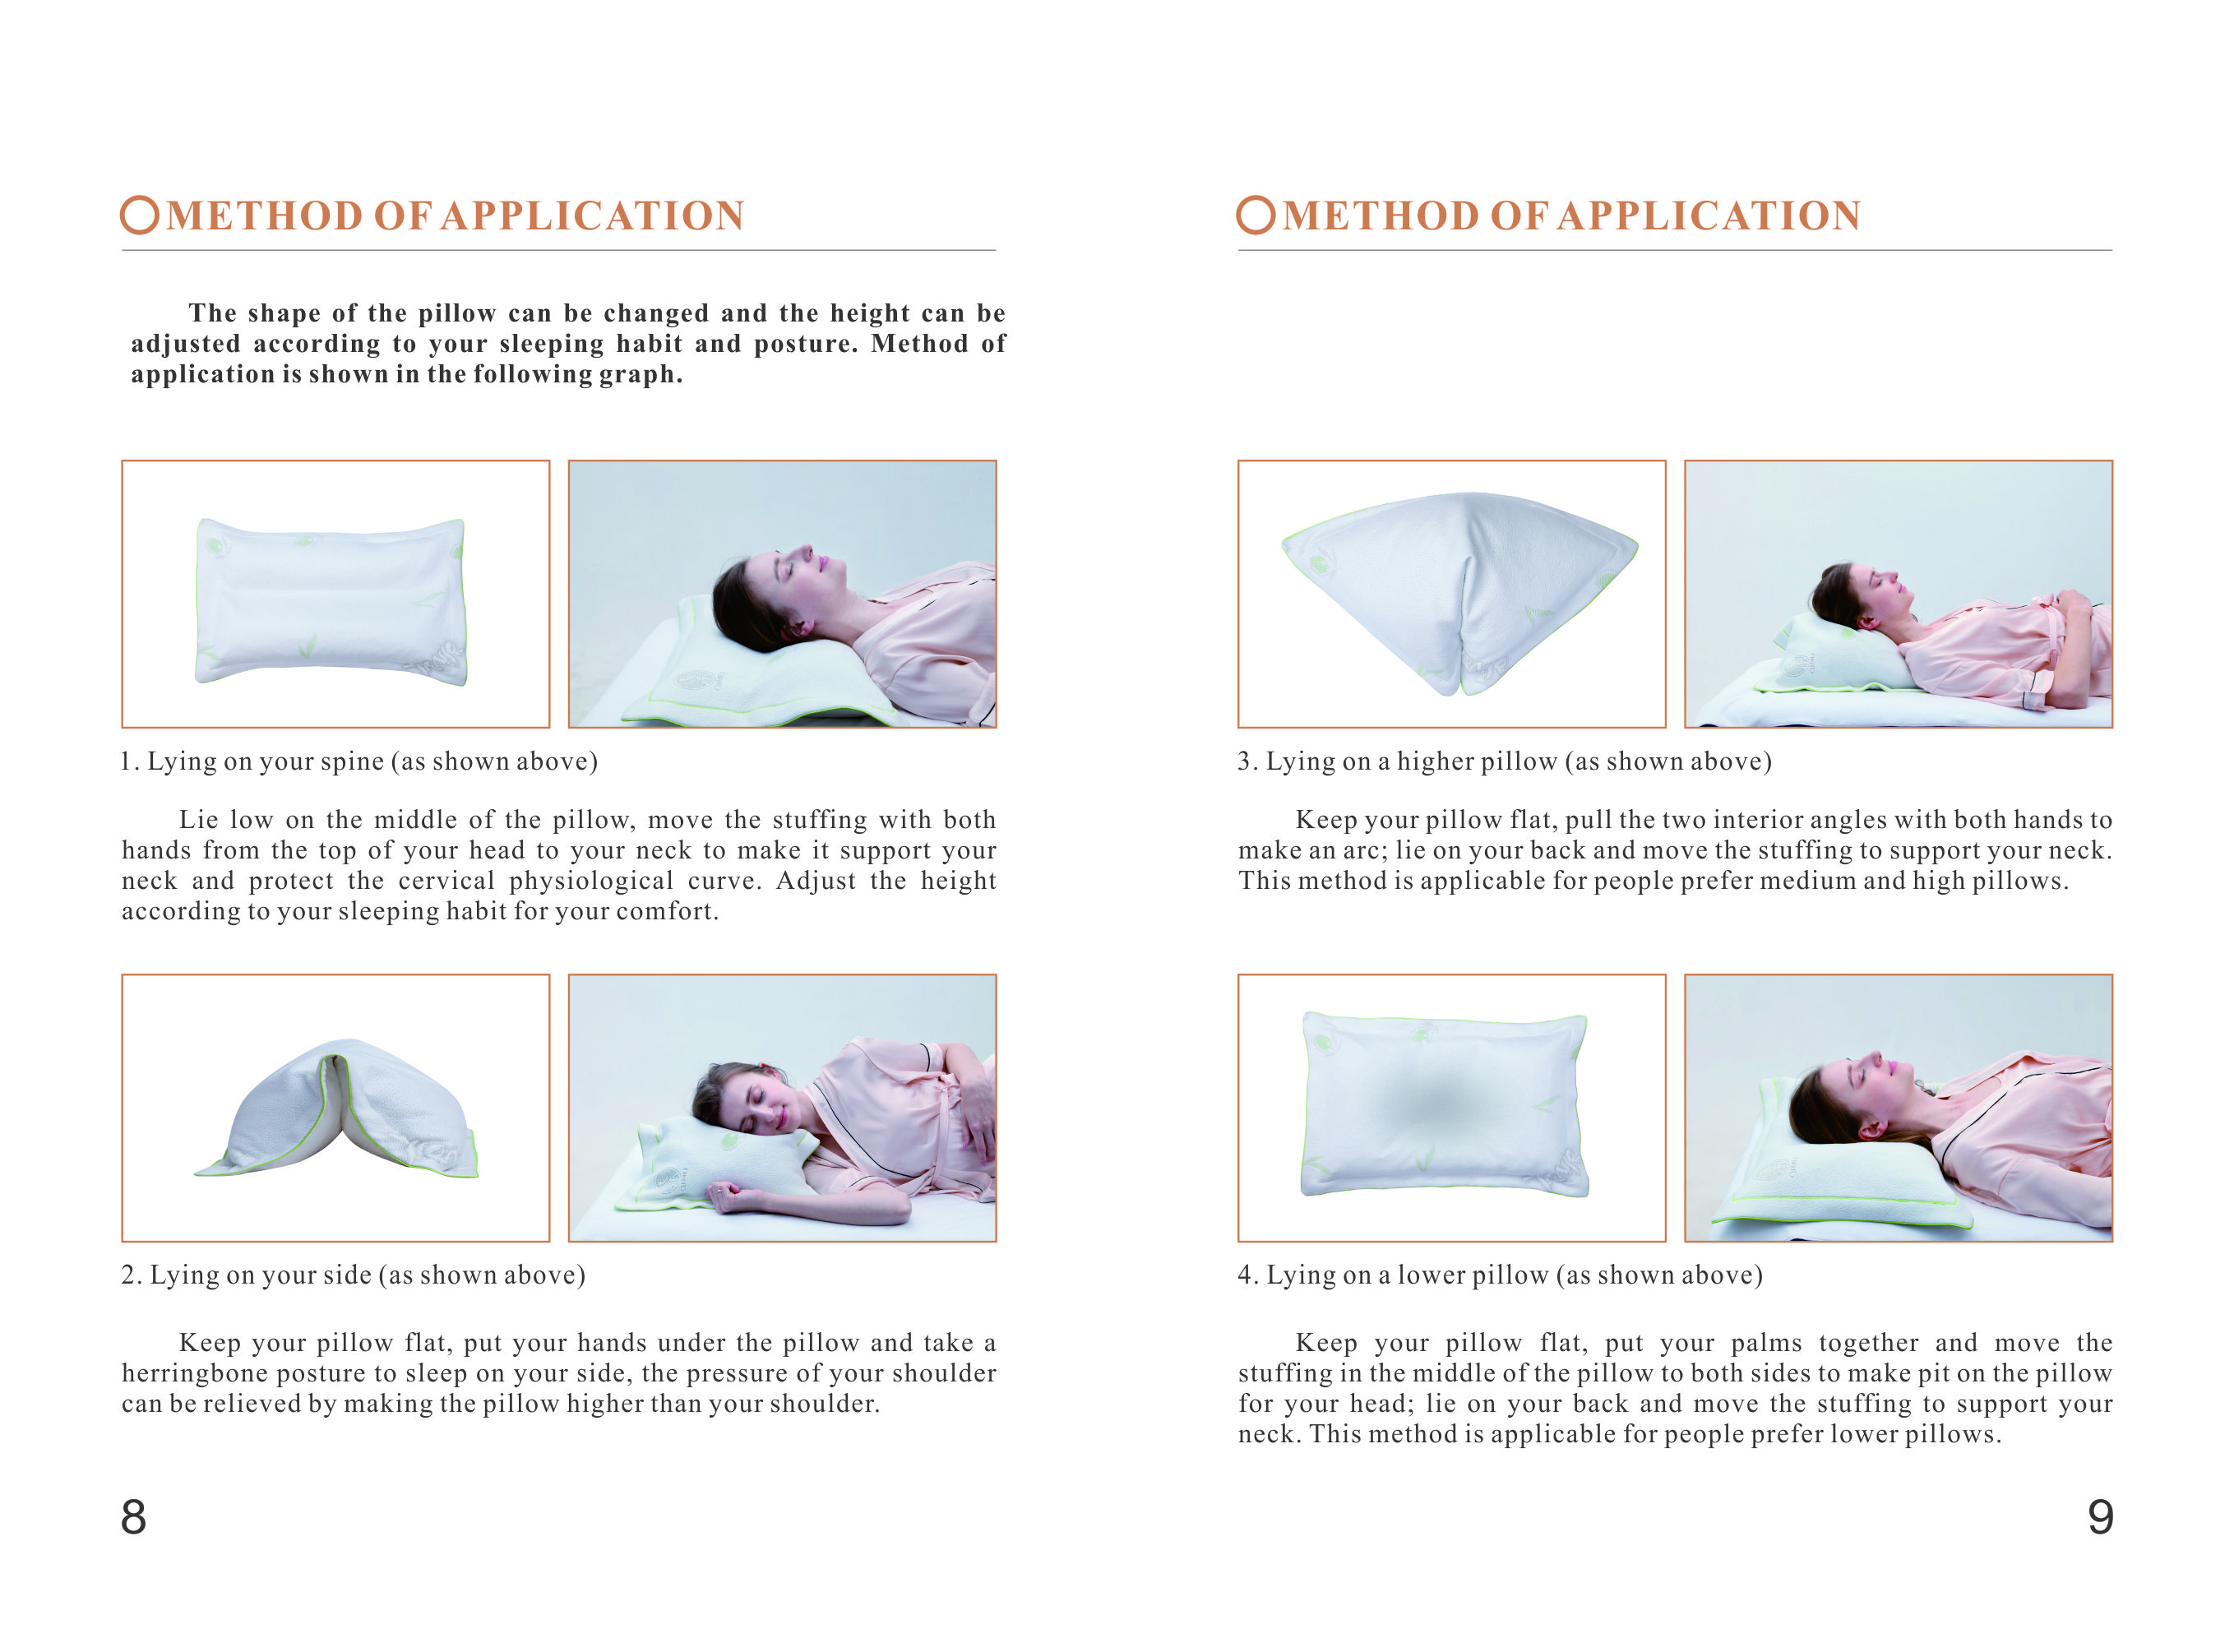 METHOD OF APPLICATION
The shape of the pillow can be changed and the height can be
adjusted according to your sleeping habit and posture. Method of
application is shown in the following graph.
1. Lying on your spine (as shown above)
Lie low on the middle of the pillow, move the stuffing with both
hands from the top of your head to your neck to make it support your
neck and protect the cervical physiological curve. Adjust the height
according to your sleeping habit for your comfort.
2. Lying on your side (as shown above)
Keep your pillow flat, put your hands under the pillow and take a
herringbone posture to sleep on your side, the pressure of your shoulder
can be relieved by making the pillow higher than your shoulder.
8
METHOD OF APPLICATION
3. Lying on a higher pillow (as shown above)
Keep your pillow flat, pull the two interior angles with both hands to
make an arc; lie on your back and move the stuffing to support your neck.
This method is applicable for people prefer medium and high pillows.
4. Lying on a lower pillow (as shown above)
Keep your pillow flat, put your palms together and move the
stuffing in the middle of the pillow to both sides to make pit on the pillow
for your head; lie on your back and move the stuffing to support your
neck. This method is applicable for people prefer lower pillows.
9